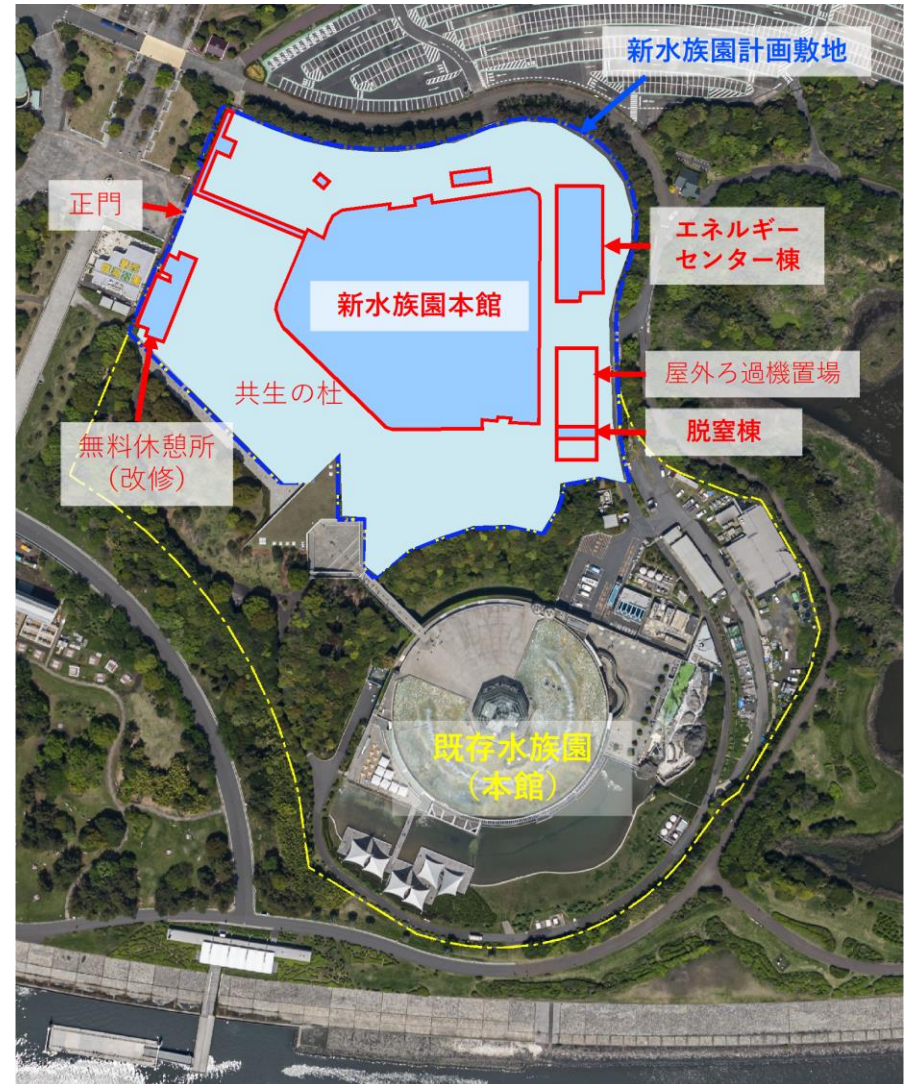 新水族園計画敷地
正門
エネルギー
センター棟
新水族園本館
屋外ろ過機置場
共生の杜
脱窒棟
無料休憩所
(改修)
既存水族園
(本館)